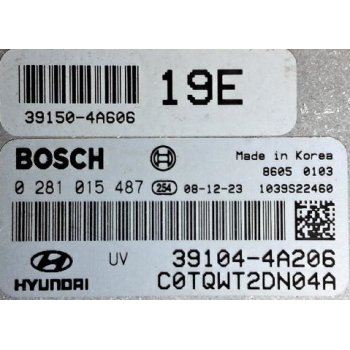 19E
39150-4A606
BOSCH
Made in Korea
8605 0103
0 281 015 487 254 08-12-23 1039S22460
UV 39104-4A206
HYUNDAI C0TQWT2DN04A